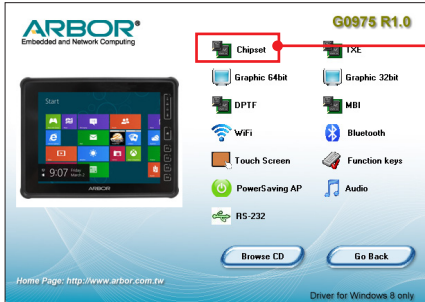 ARBOR®
Embedded and Network Computing
G0975 R1.0
Chipset
TXE
Graphic 64bit
Graphic 32bit
DPTF
MBI
WiFi
Bluetooth
Touch Screen
Function keys
PowerSaving AP
Audio
RS-232
Start
9:07
Friday
ARBOR
Browse CD
Go Back
Home Page: http://www.arbor.com.tw
Driver for Windows 8 only